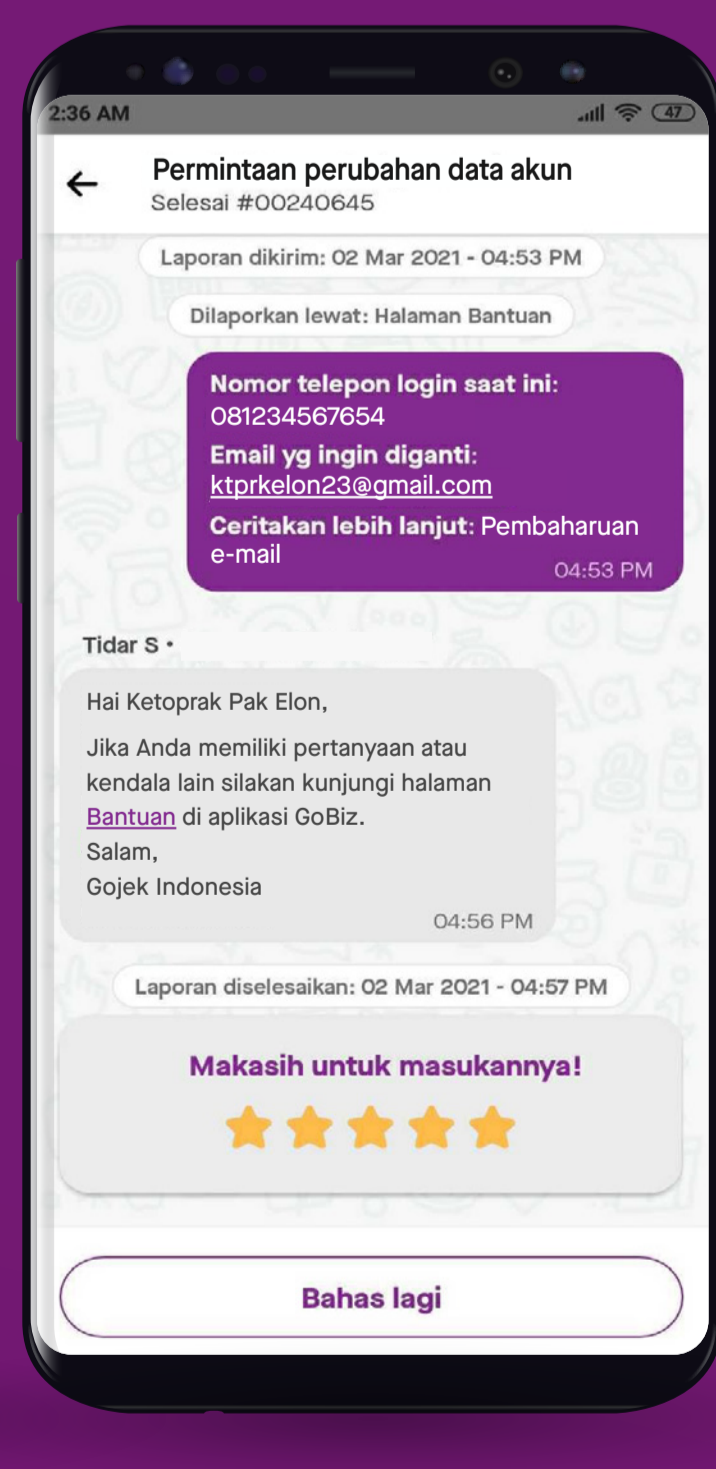 2:36 AM
47
Permintaan perubahan data akun
Selesai #00240645
Laporan dikirim: 02 Mar 2021 - 04:53 PM
Dilaporkan lewat: Halaman Bantuan
Nomor telepon login saat ini:
081234567654
Email yg ingin diganti:
ktprkelon23@gmail.com
Ceritakan lebih lanjut: Pembaharuan
e-mail
04:53 PM
Tidar S •
Hai Ketoprak Pak Elon,
Jika Anda memiliki pertanyaan atau
kendala lain silakan kunjungi halaman
Bantuan di aplikasi GoBiz.
Salam,
Gojek Indonesia
04:56 PM
Laporan diselesaikan: 02 Mar 2021 - 04:57 PM
Makasih untuk masukannya!
Bahas lagi